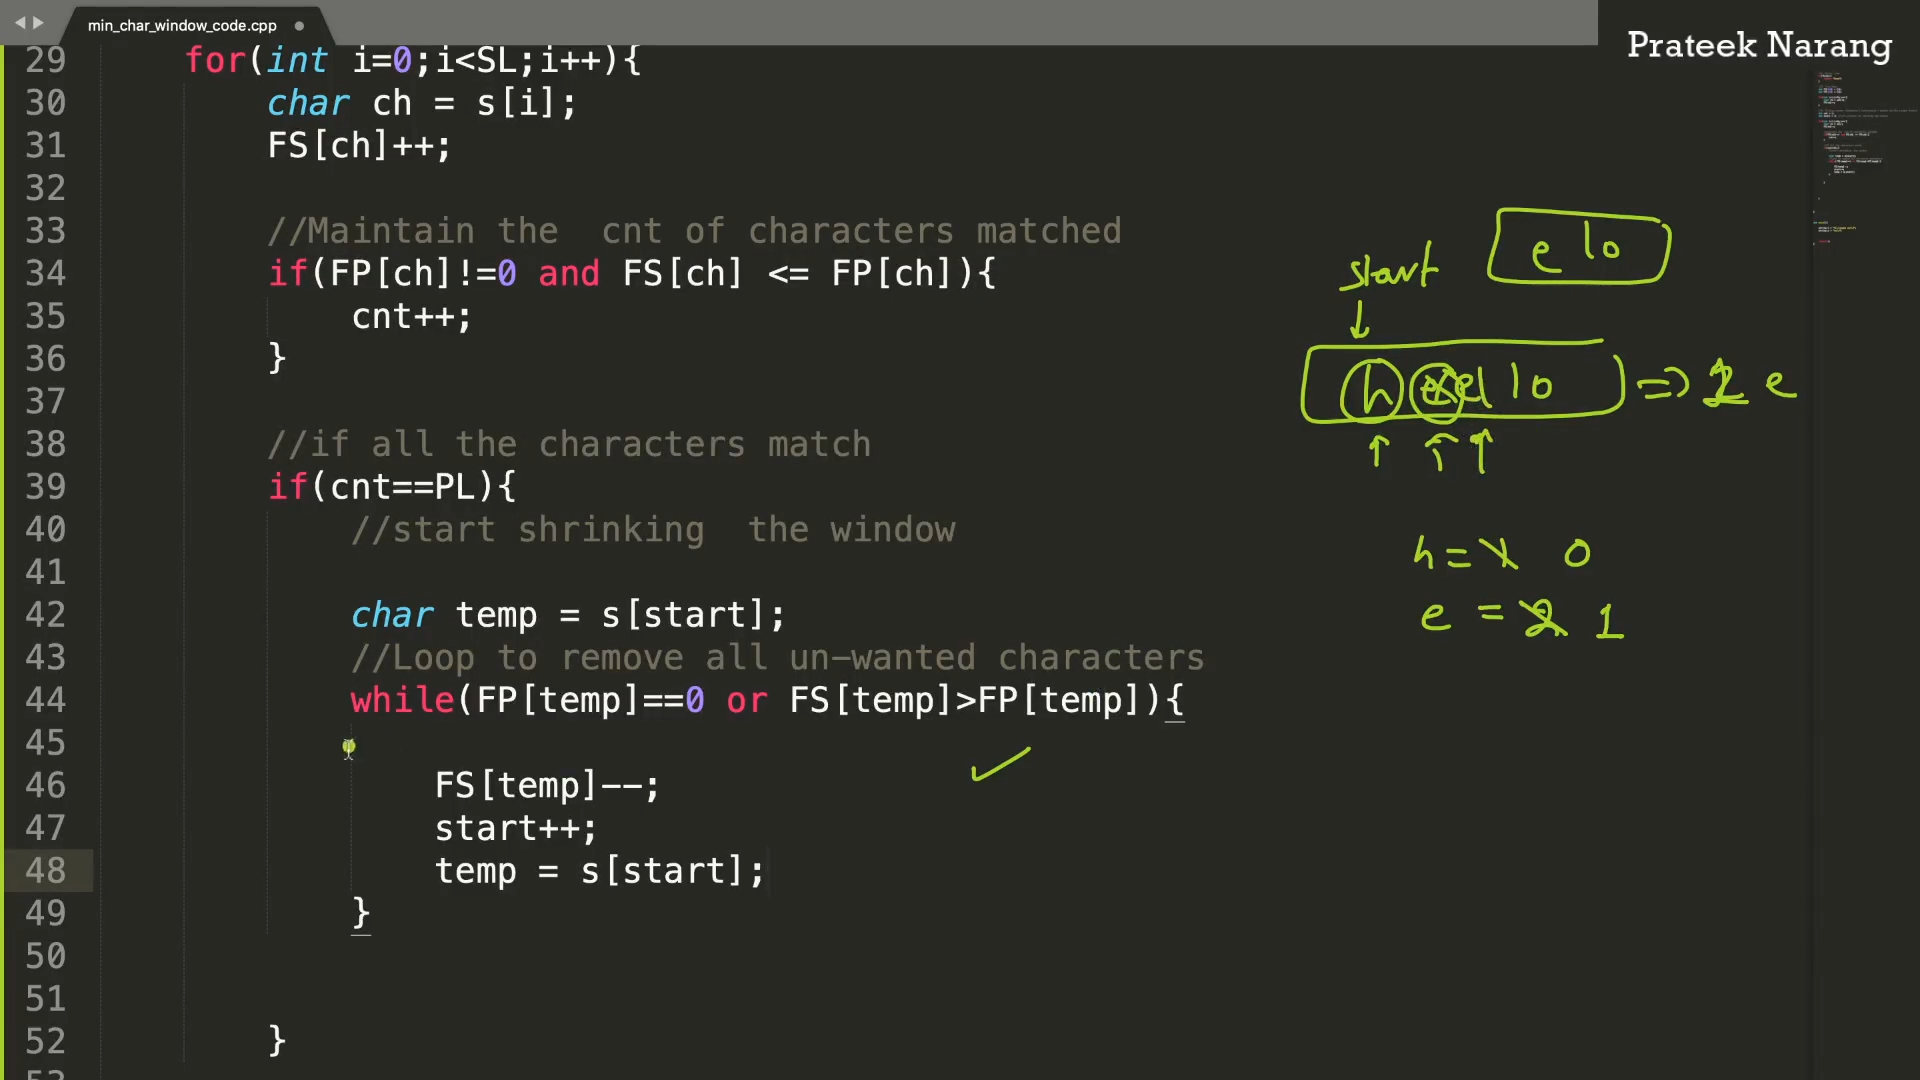 min_char_window_code.cpp
Prateek Narang
29 for(int i=0;i<SL;i++){
30 char ch = s[i];
31 FS[ch]++;
32
33 //Maintain the  cnt of characters matched
34 if(FP[ch]!=0 and FS[ch] <= FP[ch]){
35 cnt++;
36 }
37
38 //if all the characters match
39 if(cnt==PL){
40 //start shrinking  the window
41
42 char temp = s[start];
43 //Loop to remove all un-wanted characters
44 while(FP[temp]==0 or FS[temp]>FP[temp]){
45
46 FS[temp]--;
47 start++;
48 temp = s[start];
49 }
50
51
52 }
elo
start
h eello => 2 e
h = 1 0
e = 2 1